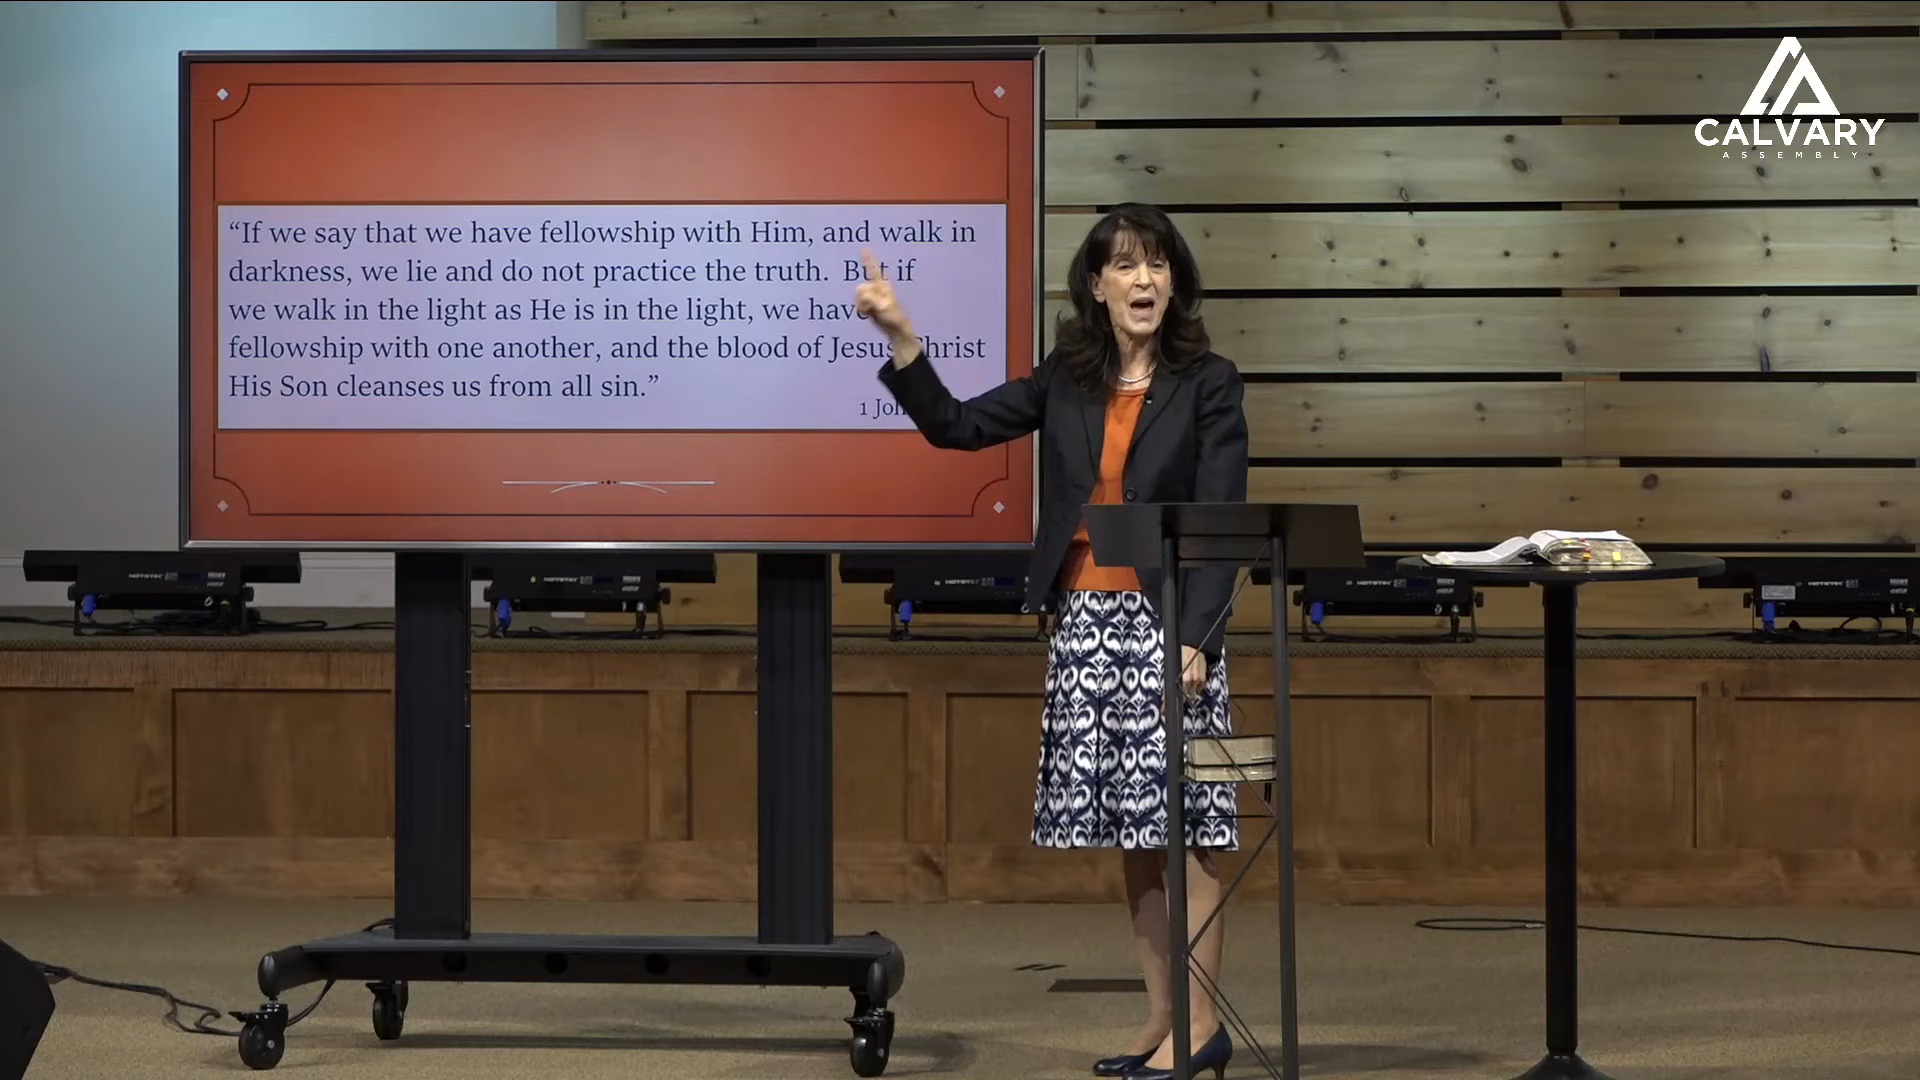 “If we say that we have fellowship with Him, and walk in
darkness, we lie and do not practice the truth.  But if
we walk in the light as He is in the light, we have
fellowship with one another, and the blood of Jesus Christ
His Son cleanses us from all sin.”
1 Joh
CALVARY
ASSEMBLY